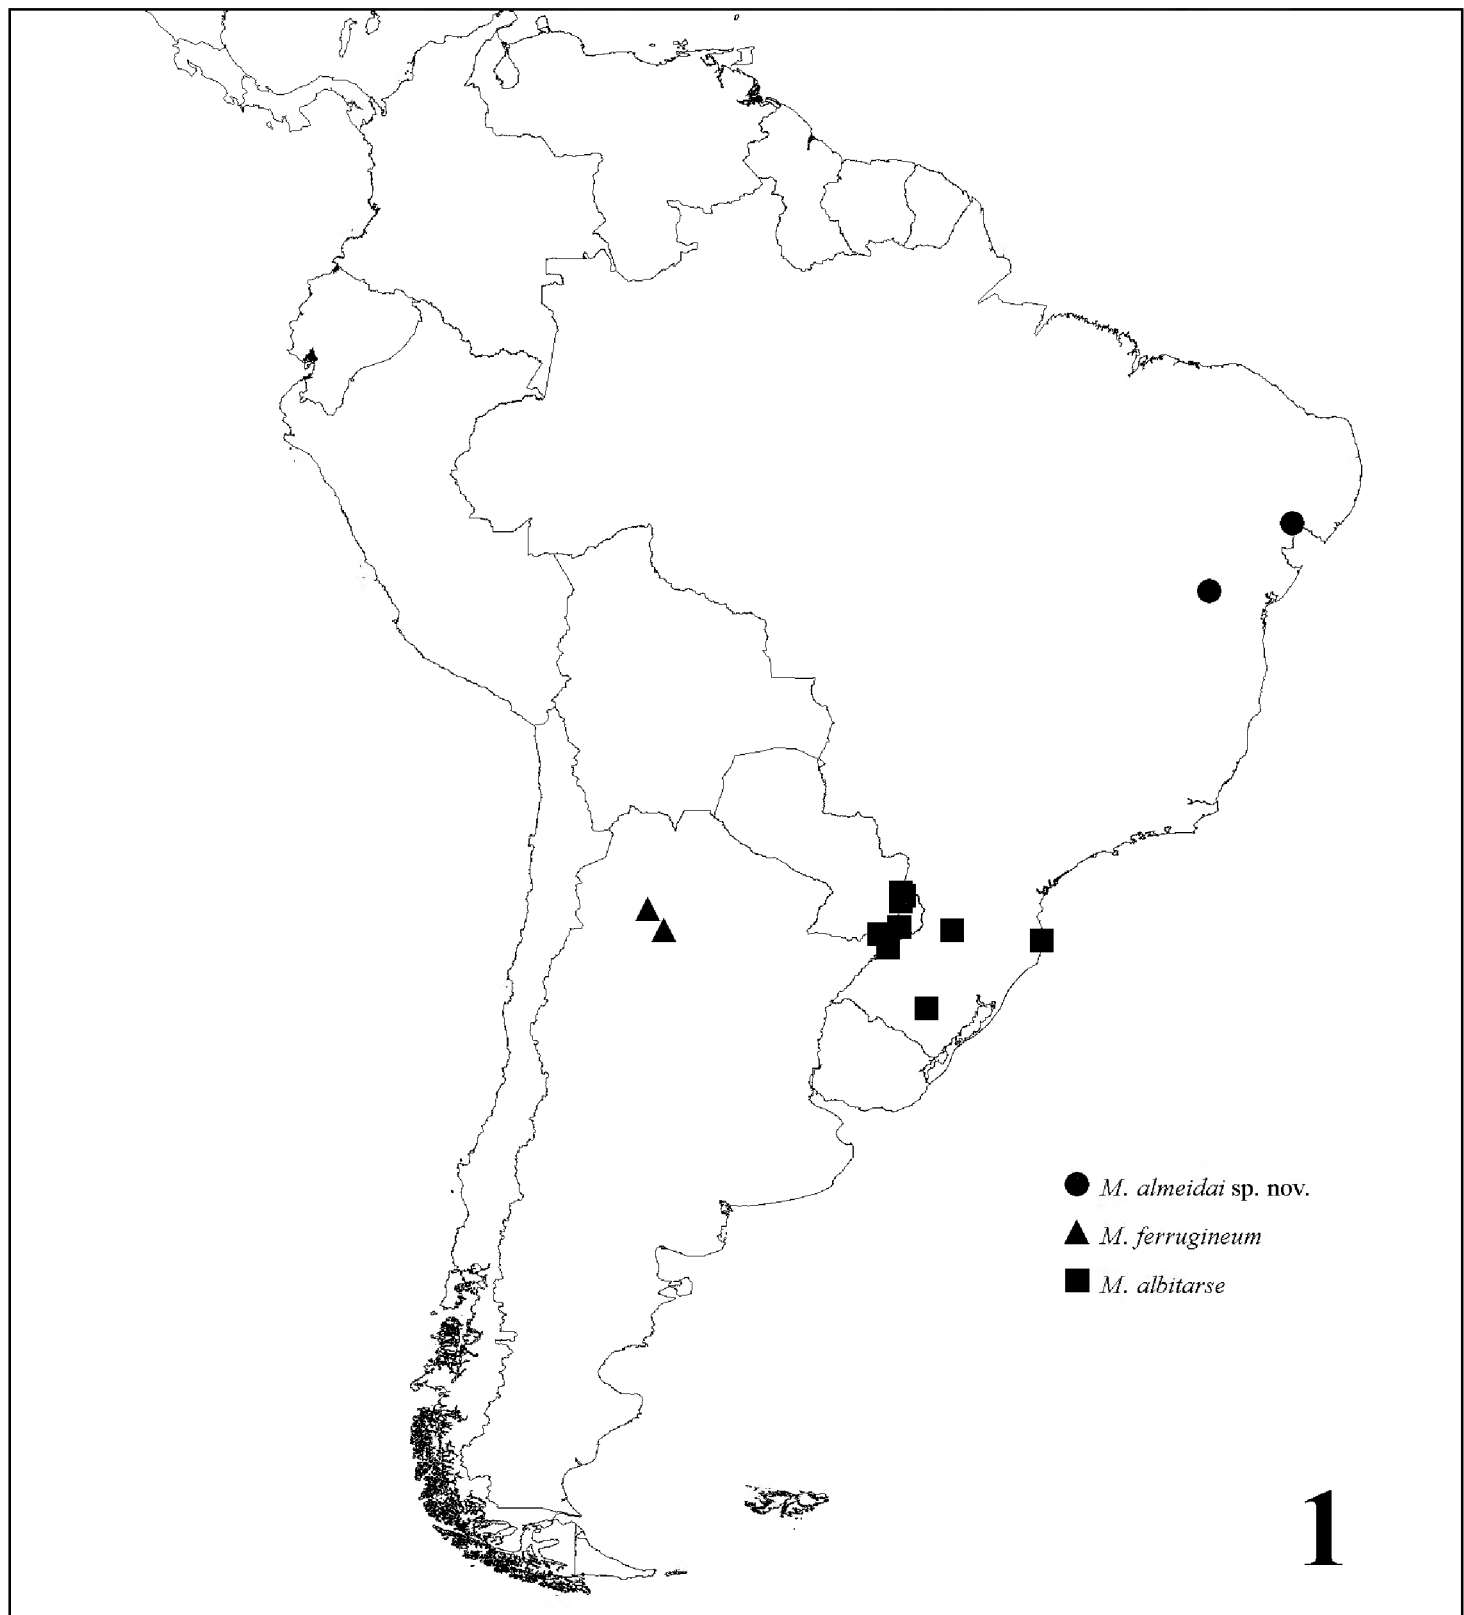 M. almeidai sp. nov.
M. ferrugineum
M. albitarse
1